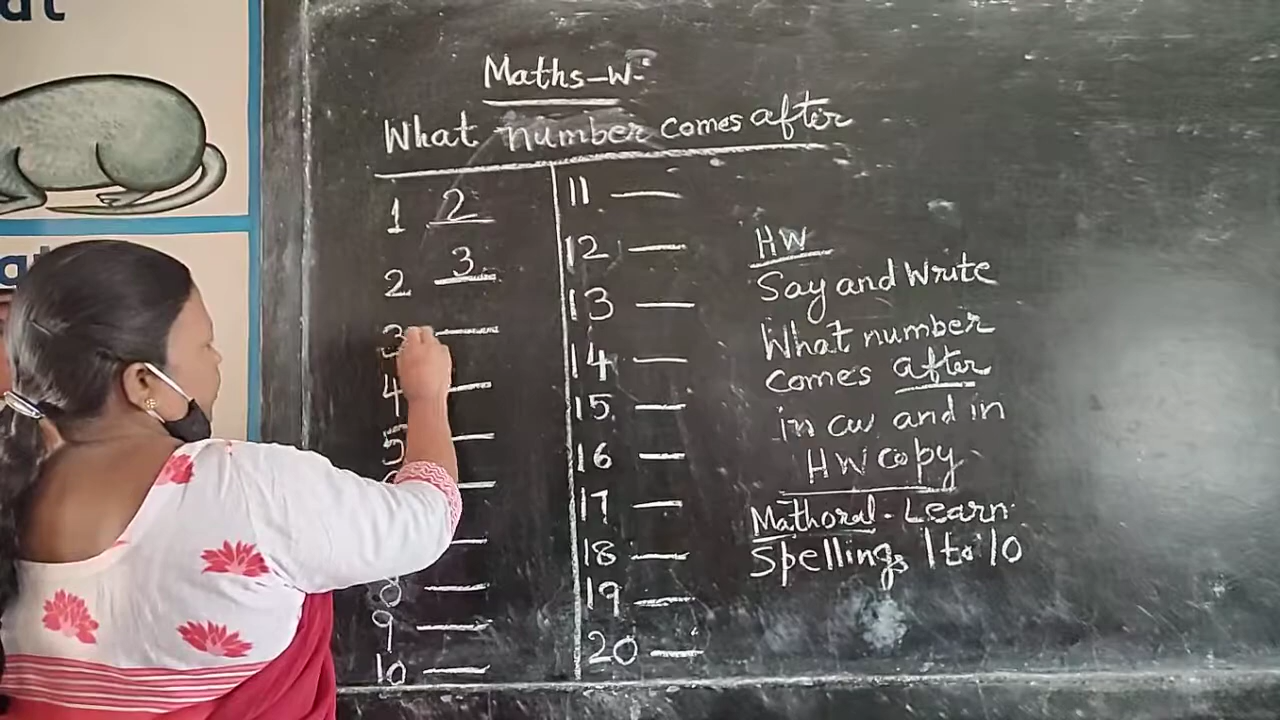 at
Maths-W
What number comes after
1 2
2 3
3
4
5
8
9
10
11
12
13
14
15
16
17
18
19
20
HW
Say and Write
What number
comes after
in cw and in
HW copy
Mathoral - Learn
Spellings 1 to 10